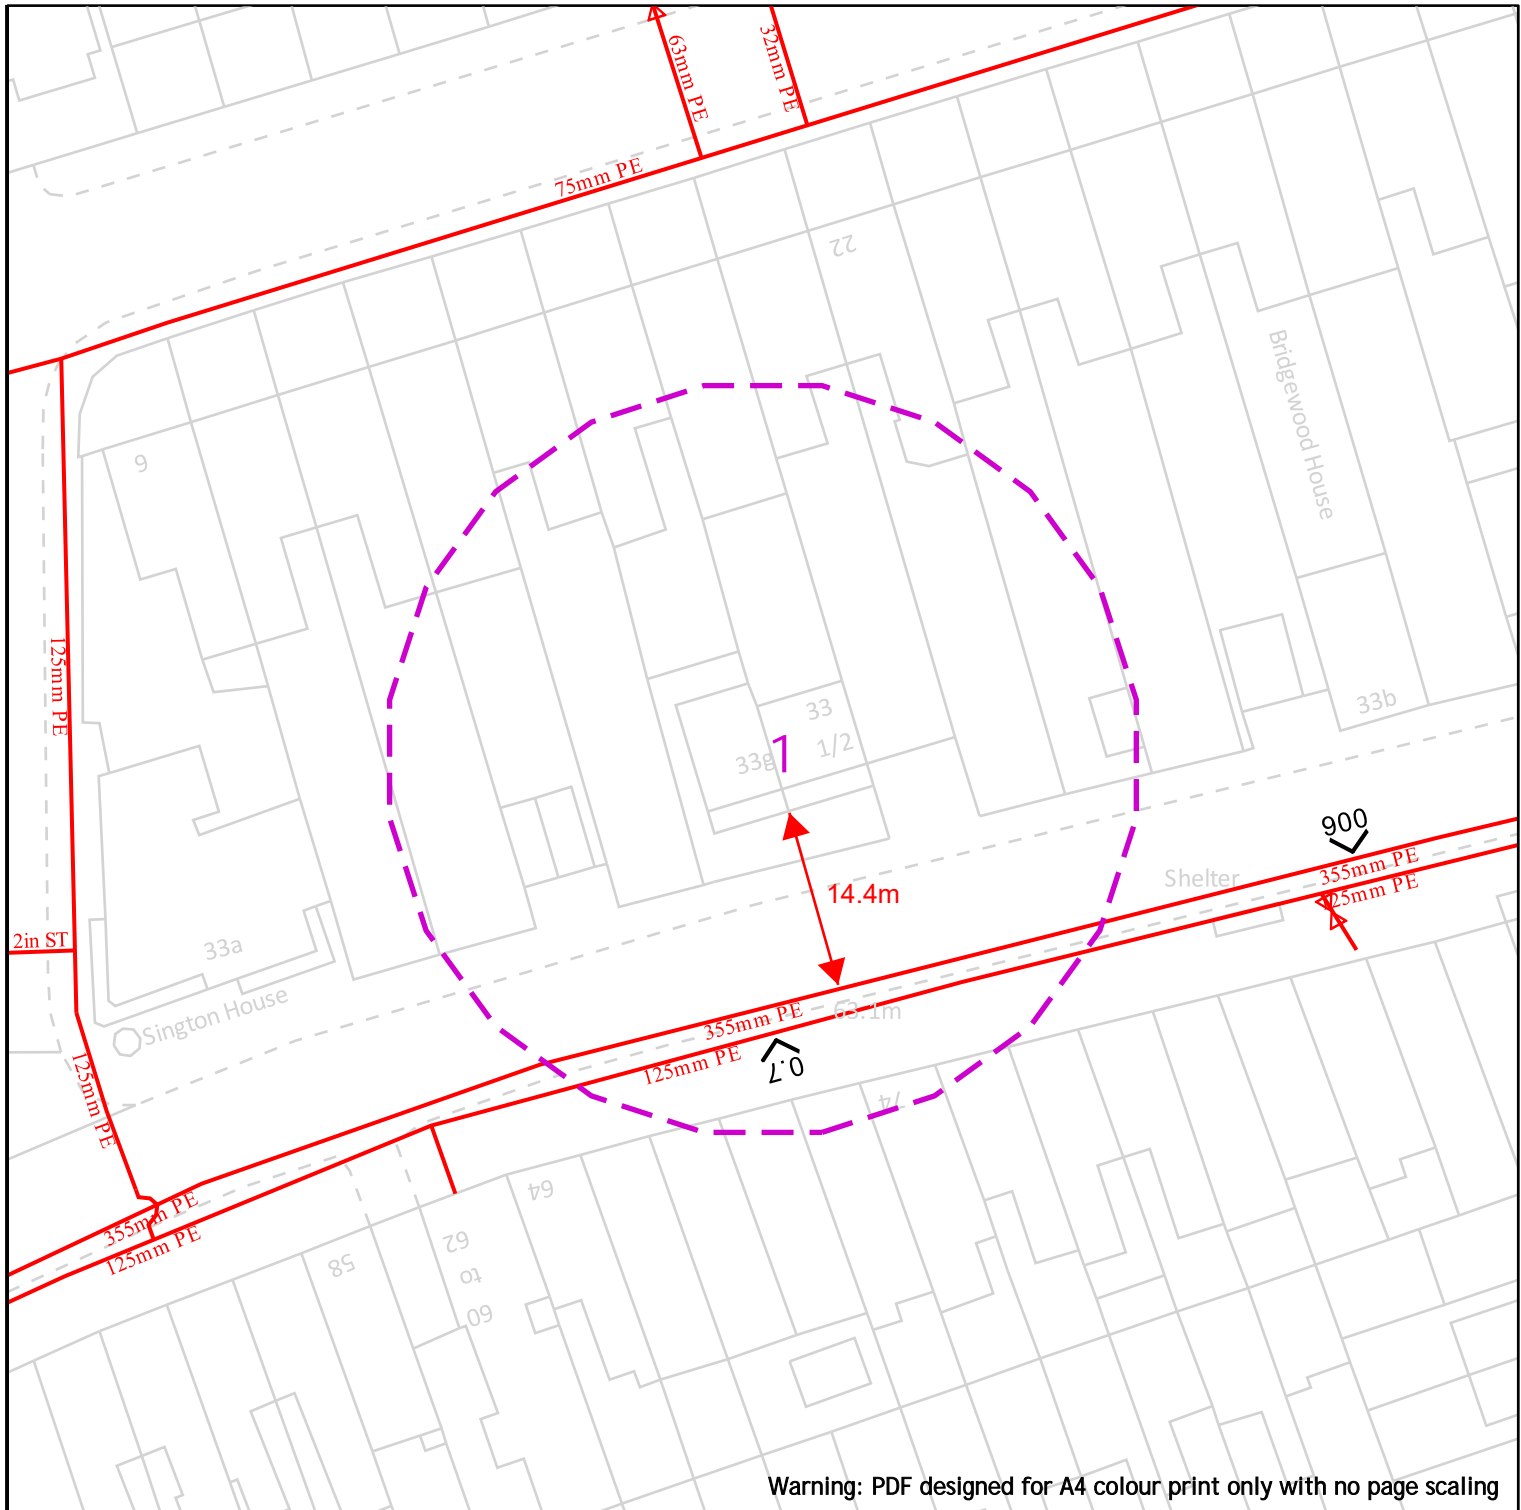 63mm PE
32mm PE
75mm PE
22
Bridgewood House
9
125mm PE
33
1/2
33g
1
33b
900
355mm PE
125mm PE
Shelter
14.4m
2in ST
33a
Sington House
63.1m
355mm PE
125mm PE
0.7
125mm PE
74
355mm PE
125mm PE
64
62
to
60
58
Warning: PDF designed for A4 colour print only with no page scaling